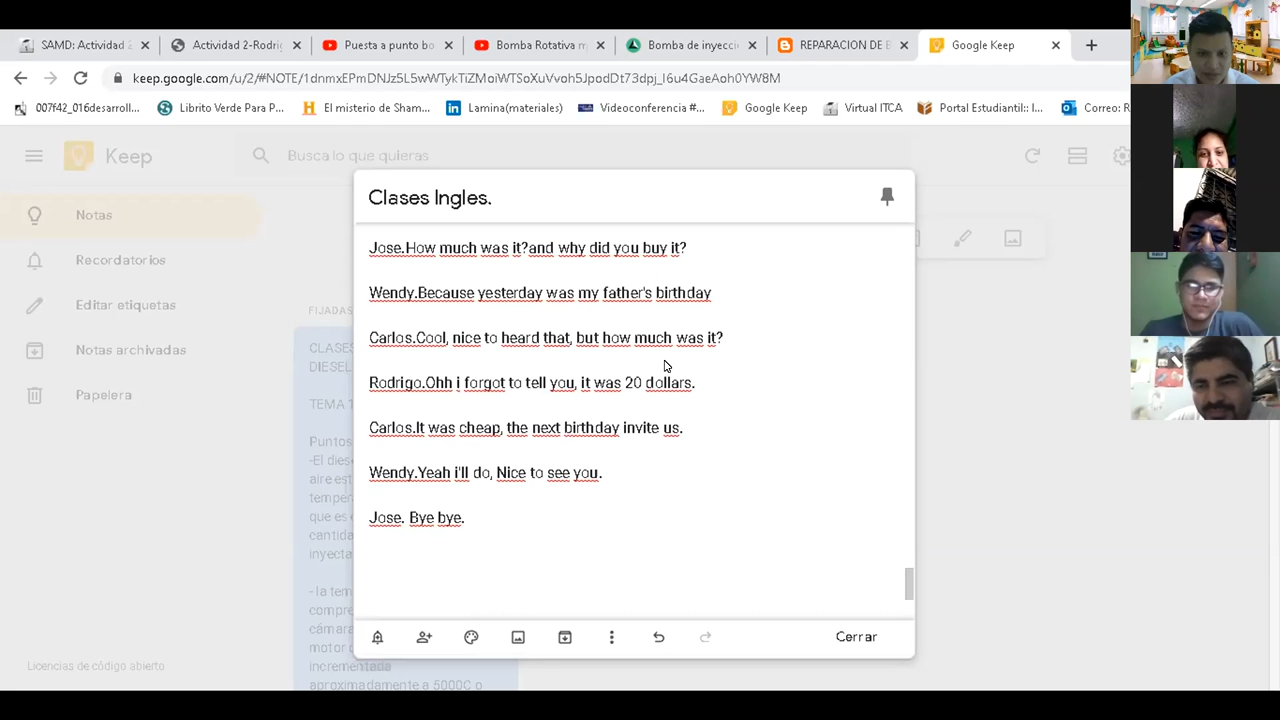 SAMD: Actividad 2
Actividad 2-Rodri
Puesta a punto bo
Bomba Rotativa m
Bomba de inyecci
REPARACION DE B
Google Keep
keep.google.com/u/2/#NOTE/
007f42_016desarroll...
Librito Verde Para P...
El misterio de Sham...
Lamina(materiales)
Videoconferencia #...
Google Keep
Virtual ITCA
Portal Estudiantil:: I...
Correo: R
Keep
Busca lo que quieras
Notas
Recordatorios
Editar etiquetas
Notas archivadas
Papelera
FIJADAS
CLASES
DIESEL
TEMA 1
Puntos
-El diese
aire est
temper
que es
cantida
inyecta
- la tem
compre
cámara
motor
incrementada
aproximadamente a 5000C o
Licencias de código abierto
Clases Ingles.
Jose.How much was it?and why did you buy it?
Wendy.Because yesterday was my father's birthday
Carlos.Cool, nice to heard that, but how much was it?
Rodrigo.Ohh i forgot to tell you, it was 20 dollars.
Carlos.It was cheap, the next birthday invite us.
Wendy.Yeah i'll do, Nice to see you.
Jose. Bye bye.
Cerrar